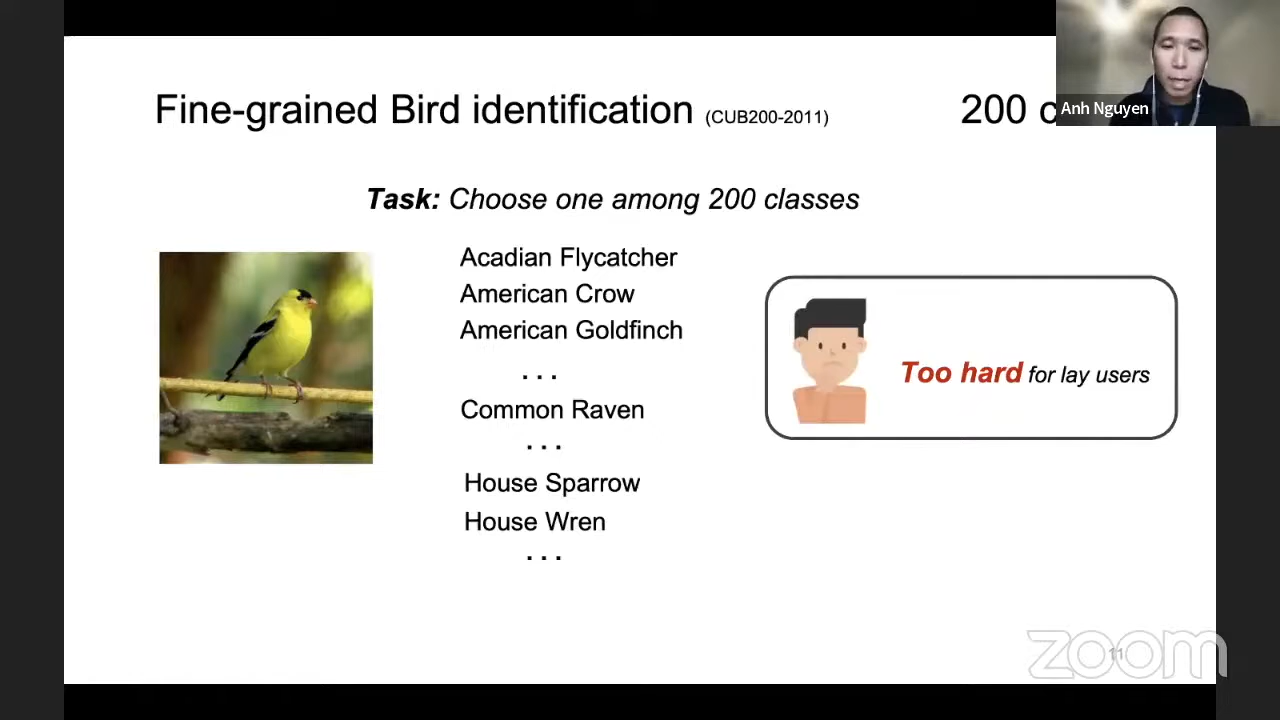 Fine-grained Bird identification (CUB200-2011)
200
Anh Nguyen
Task: Choose one among 200 classes
Acadian Flycatcher
American Crow
American Goldfinch
. . .
Common Raven
. . .
House Sparrow
House Wren
. . .
Too hard for lay users
zoom
11